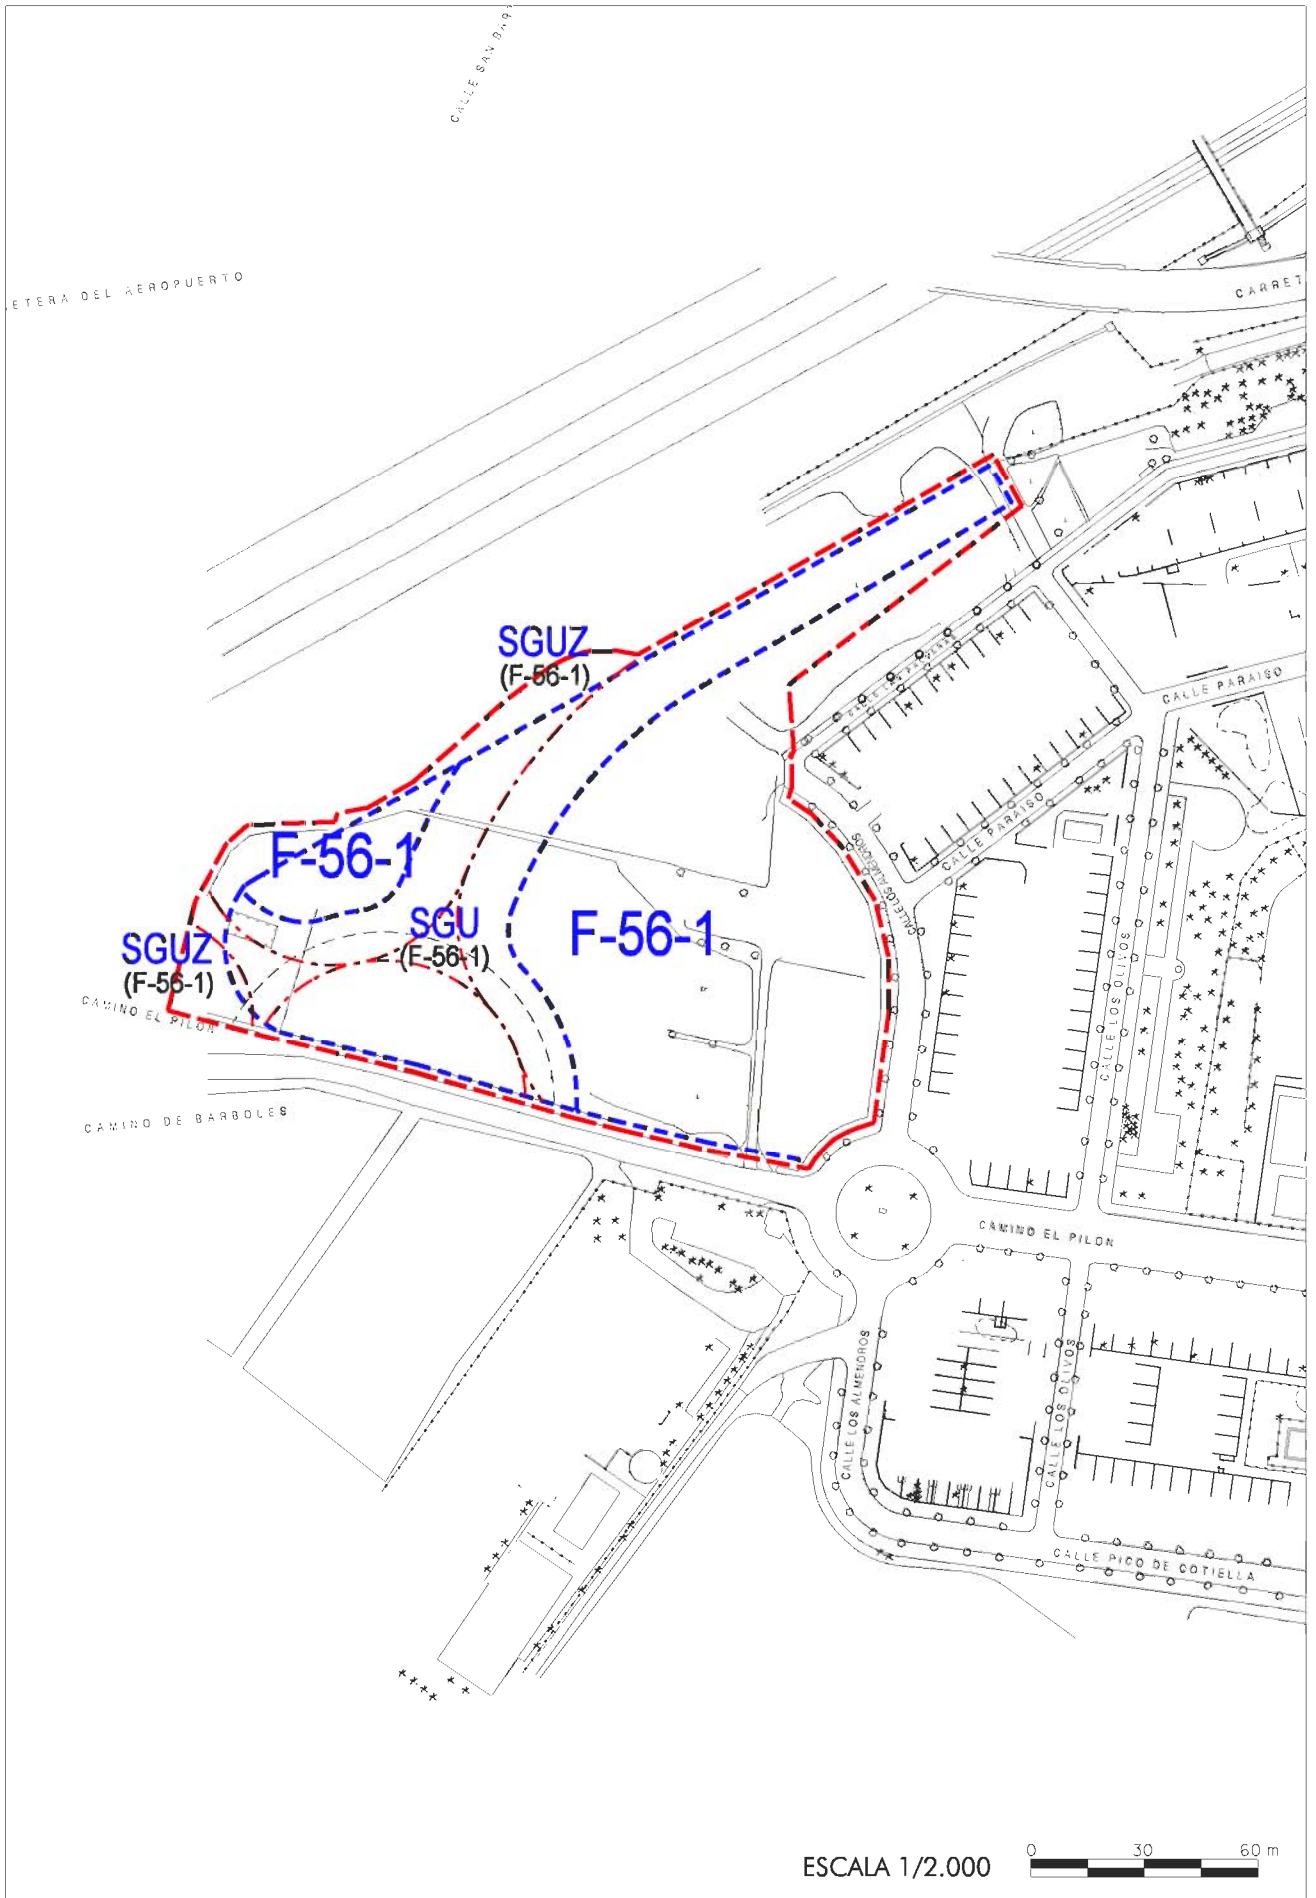 CALLE SAN
ETERA DEL AEROPUERTO
CARRET
SGUZ
(F-56-1)
CALLE PARAISO
F-56-1
CALLE PARAISO
CALLE LOS ALMENDROS
SGU
(F-56-1)
F-56-1
SGUZ
(F-56-1)
CALLE LOS OLIVOS
CAMINO EL PILON
CAMINO DE BARBOLES
CAMINO EL PILON
CALLE LOS ALMENDROS
CALLE LOS OLIVOS
CALLE PICO DE COTIELLA
ESCALA 1/2.000
0 30 60 m